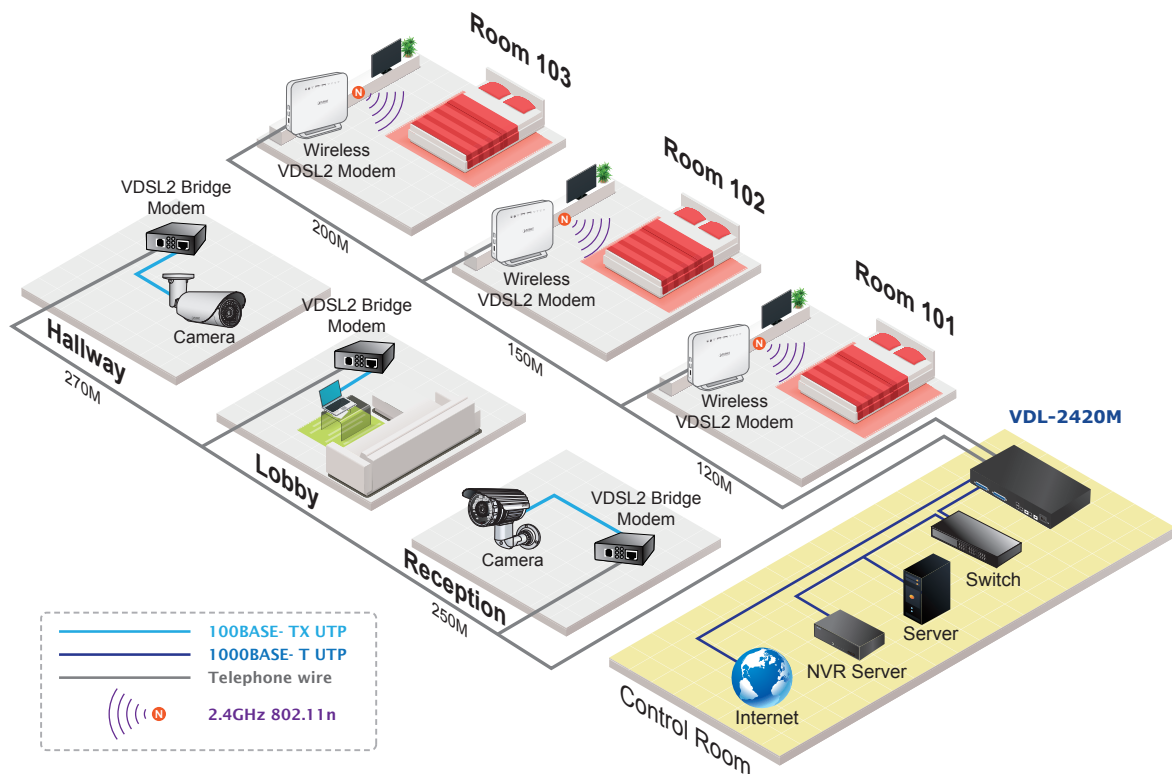 Room 103
N
Wireless
VDSL2 Modem
200M
Room 102
N
Wireless
VDSL2 Modem
150M
Room 101
N
Wireless
VDSL2 Modem
120M
VDSL2 Bridge
Modem
Camera
Hallway
270M
VDSL2 Bridge
Modem
Lobby
VDSL2 Bridge
Modem
Camera
Reception
250M
VDL-2420M
Switch
Server
NVR Server
Internet
Control Room
100BASE- TX UTP
1000BASE- T UTP
Telephone wire
N
2.4GHz 802.11n